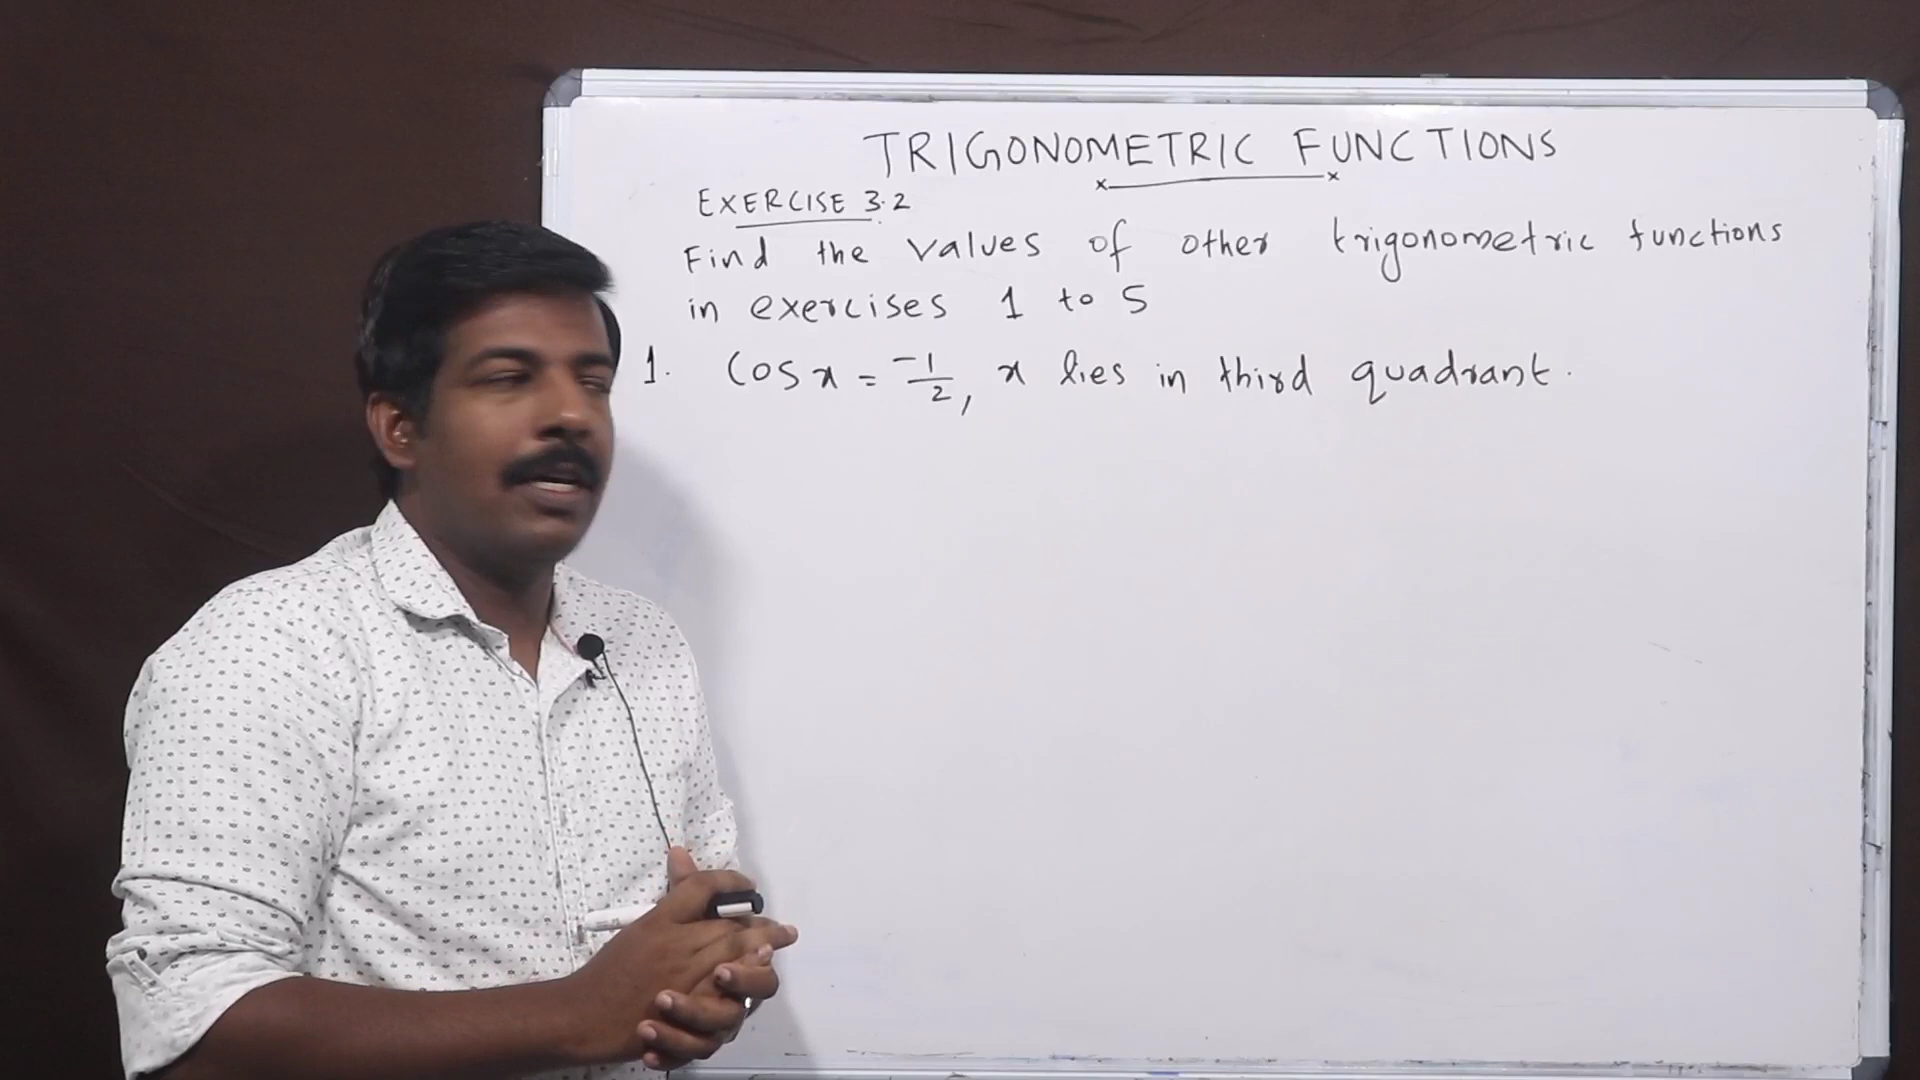 TRIGONOMETRIC FUNCTIONS
EXERCISE 3.2
Find the values of other trigonometric functions
in exercises 1 to 5
1. Cos x = -1/2, x lies in third quadrant.